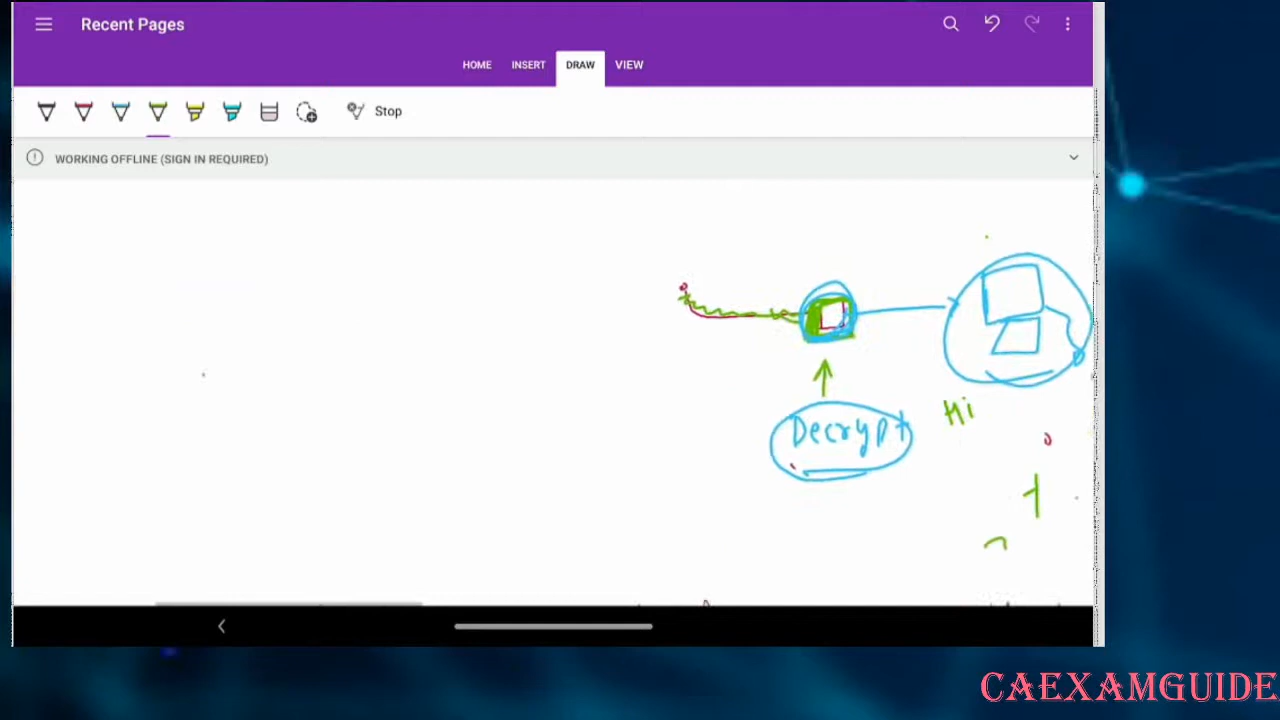 Recent Pages
HOME INSERT DRAW VIEW
Stop
WORKING OFFLINE (SIGN IN REQUIRED)
Decrypt
Hi
CAEXAMGUIDE